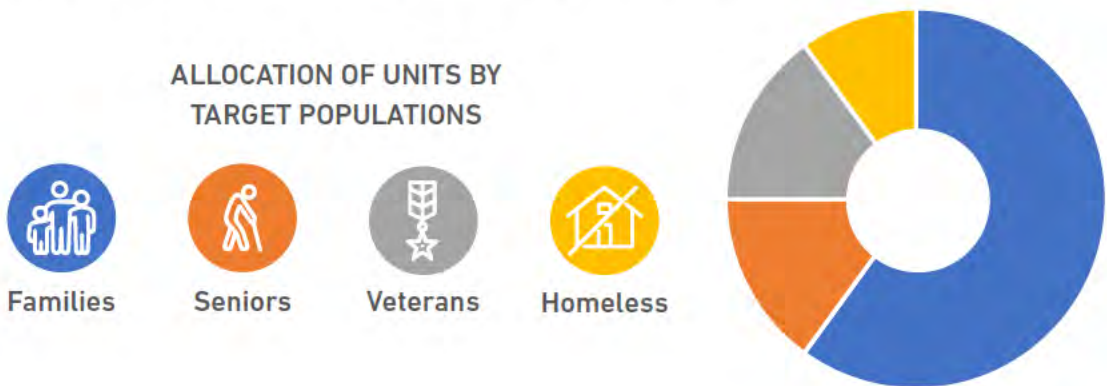 ALLOCATION OF UNITS BY
TARGET POPULATIONS
Families
Seniors
Veterans
Homeless